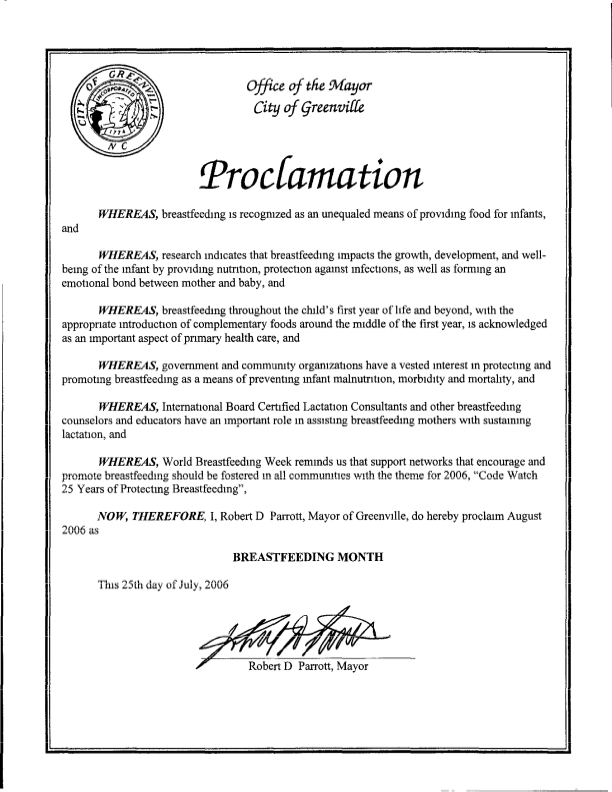 CITY OF GREENVILLE
INCORPORATED
1774
N C
Office of the Mayor
City of Greenville
Proclamation
WHEREAS, breastfeeding is recognized as an unequaled means of providing food for infants,
and
WHEREAS, research indicates that breastfeeding impacts the growth, development, and well-
being of the infant by providing nutrition, protection against infections, as well as forming an
emotional bond between mother and baby, and
WHEREAS, breastfeeding throughout the child's first year of life and beyond, with the
appropriate introduction of complementary foods around the middle of the first year, is acknowledged
as an important aspect of primary health care, and
WHEREAS, government and community organizations have a vested interest in protecting and
promoting breastfeeding as a means of preventing infant malnutrition, morbidity and mortality, and
WHEREAS, International Board Certified Lactation Consultants and other breastfeeding
counselors and educators have an important role in assisting breastfeeding mothers with sustaining
lactation, and
WHEREAS, World Breastfeeding Week reminds us that support networks that encourage and
promote breastfeeding should be fostered in all communities with the theme for 2006, "Code Watch
25 Years of Protecting Breastfeeding",
NOW, THEREFORE, I, Robert D Parrott, Mayor of Greenville, do hereby proclaim August
2006 as
BREASTFEEDING MONTH
This 25th day of July, 2006
Robert D Parrott, Mayor